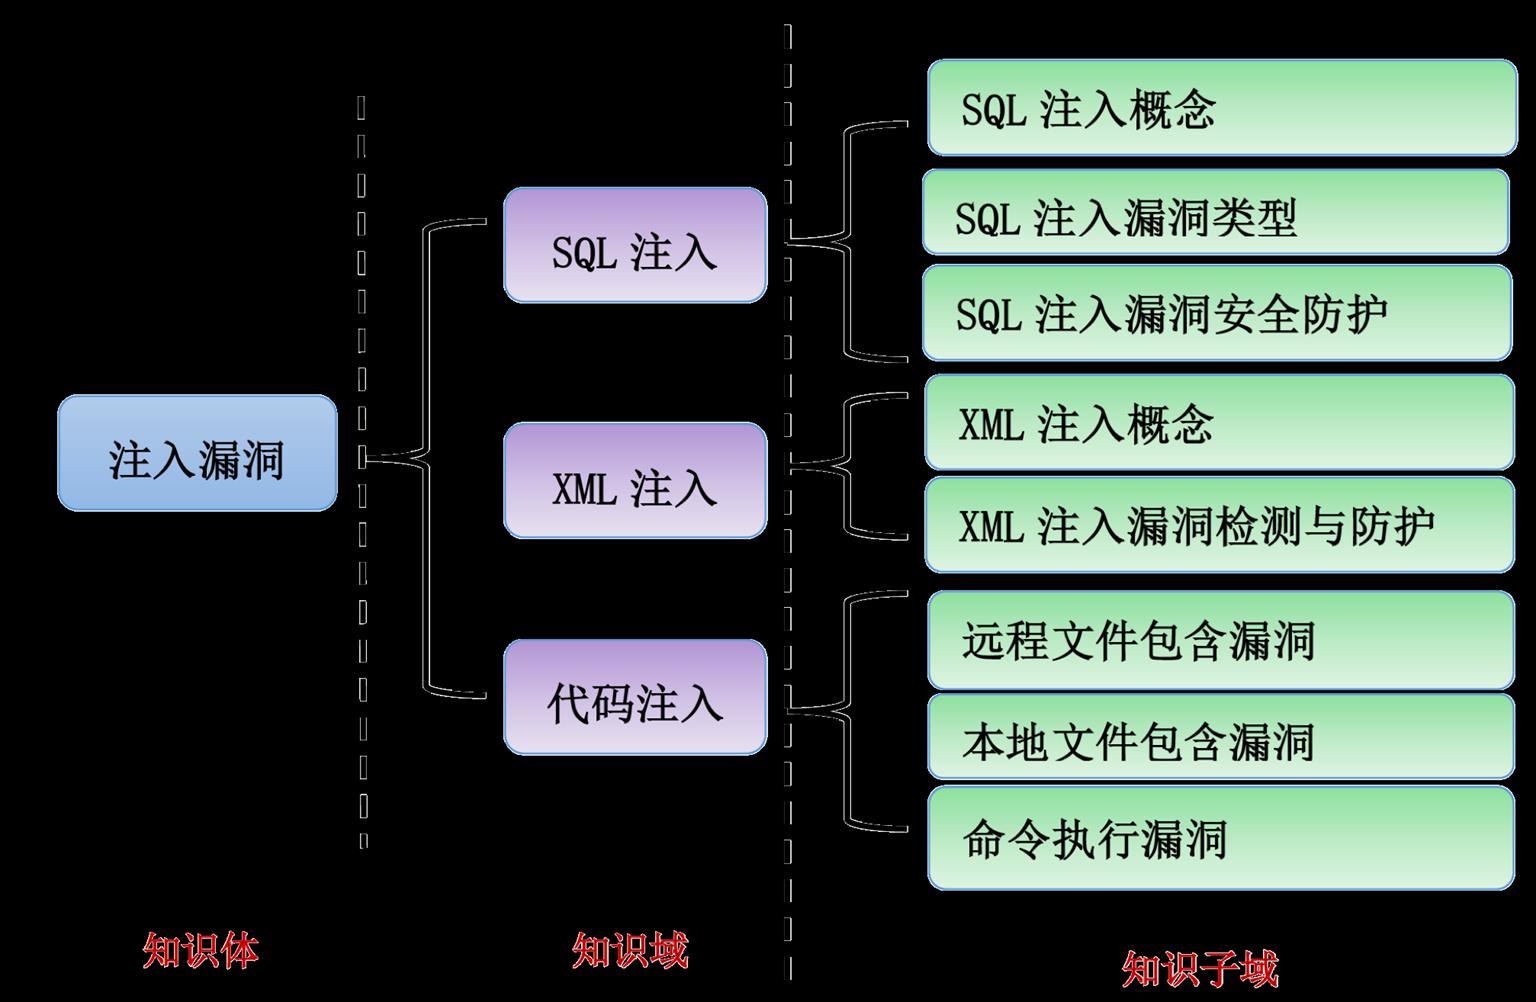 注入漏洞
SQL 注入
XML 注入
代码注入
SQL 注入概念
SQL 注入漏洞类型
SQL 注入漏洞安全防护
XML 注入概念
XML 注入漏洞检测与防护
远程文件包含漏洞
本地文件包含漏洞
命令执行漏洞
知识体
知识域
知识子域